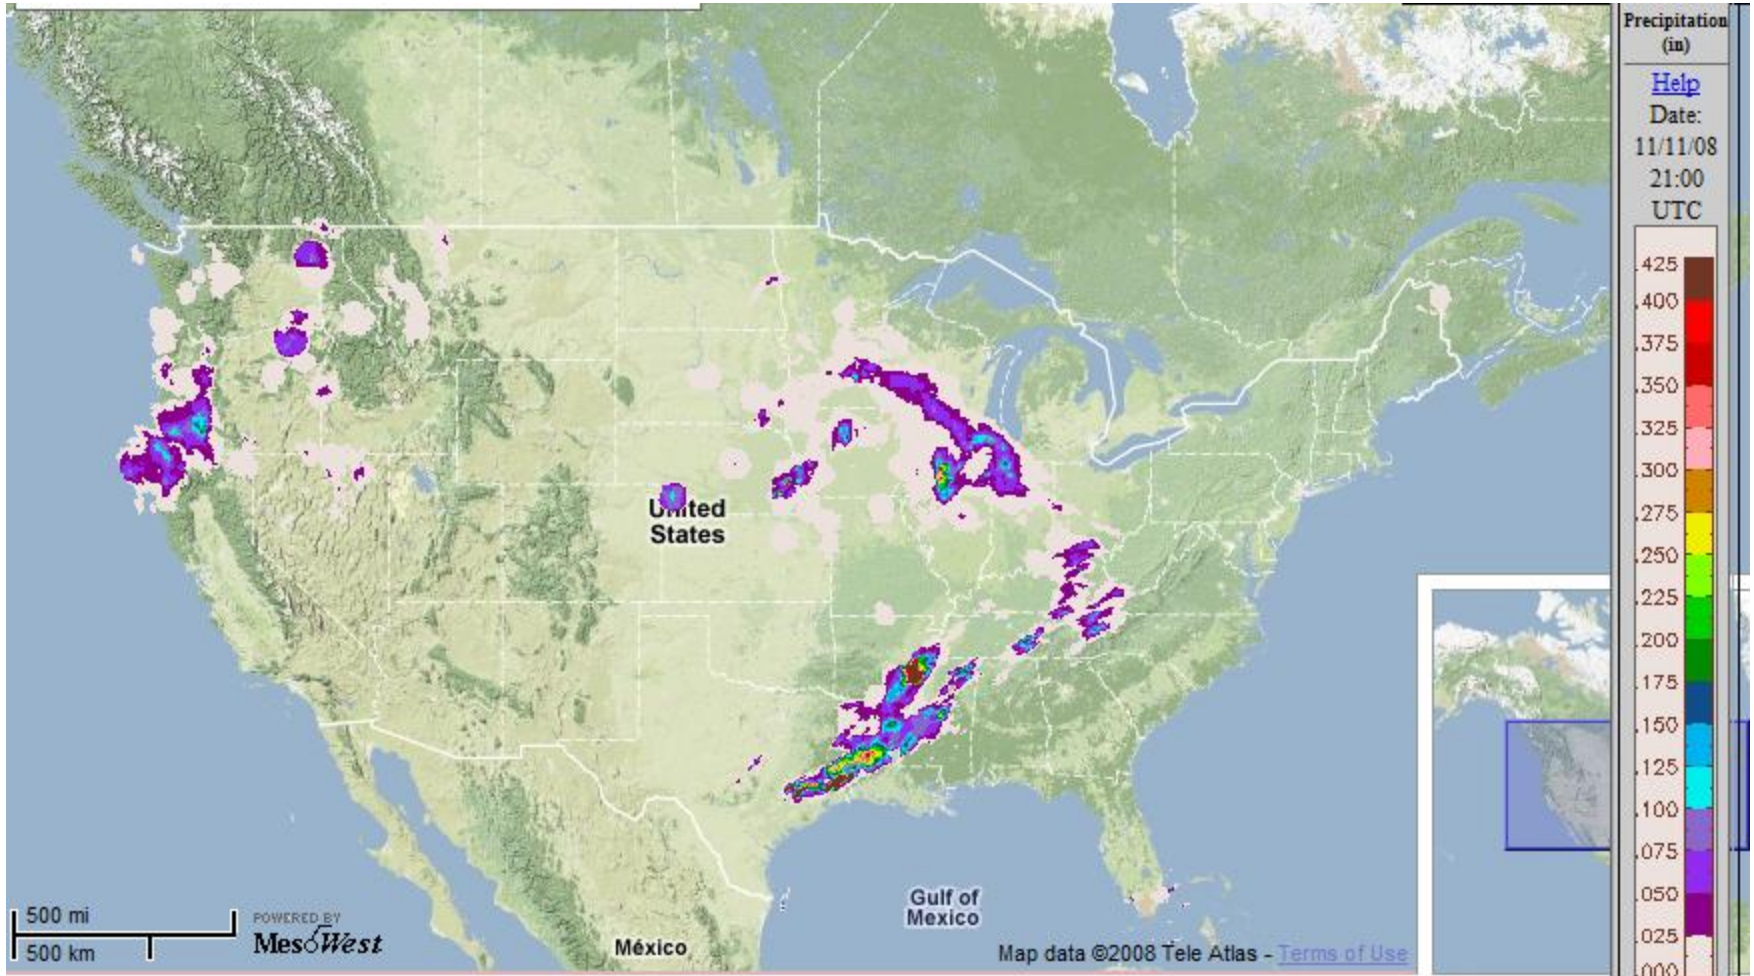 Precipitation
(in)
Help
Date:
11/11/08
21:00
UTC
.425
.400
.375
.350
.325
.300
.275
.250
.225
.200
.175
.150
.125
.100
.075
.050
.025
.000
United
States
Gulf of
Mexico
México
500 mi
500 km
POWERED BY
MesoWest
Map data ©2008 Tele Atlas - Terms of Use